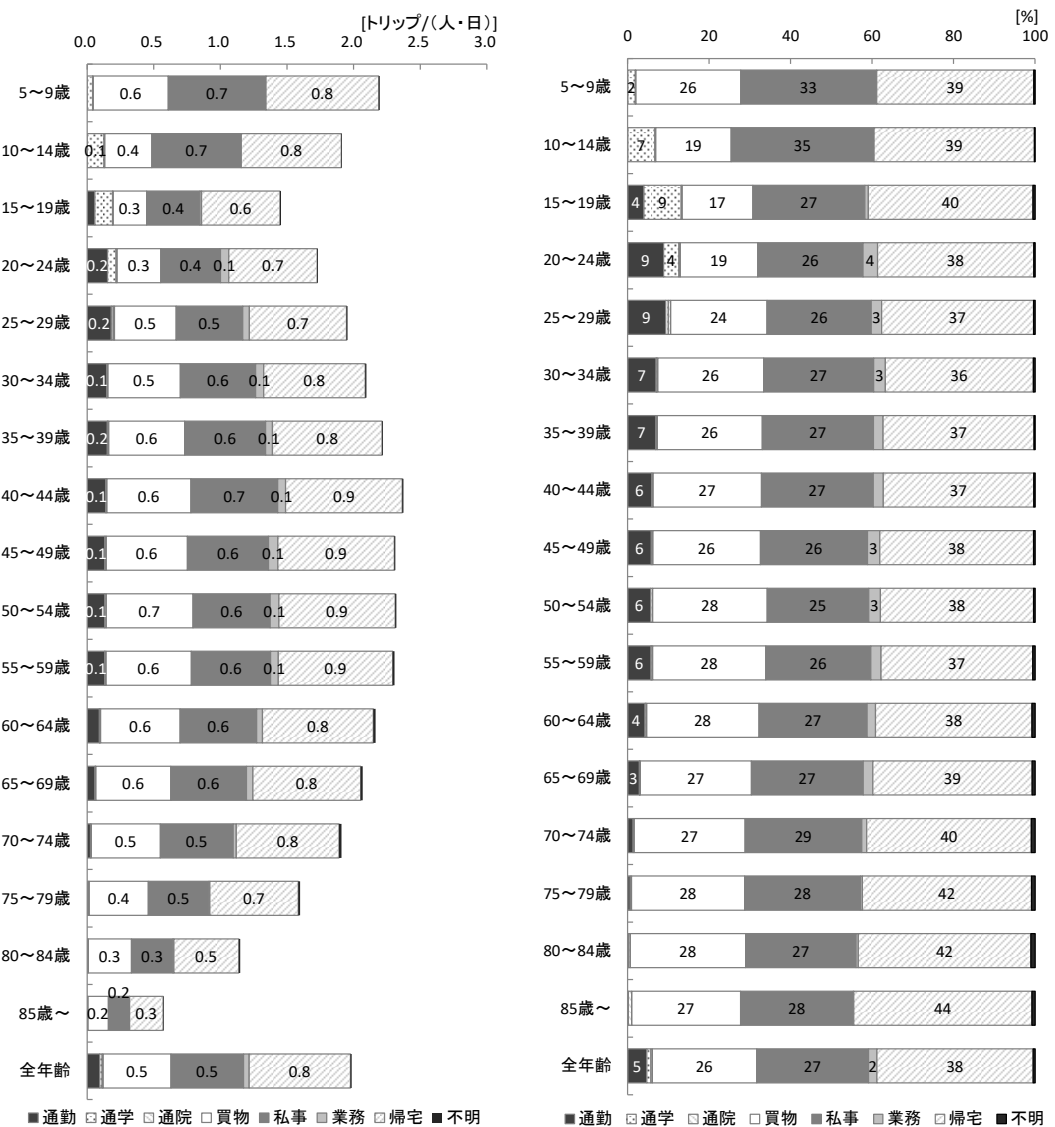 [トリップ/(人・日)]
0.0 0.5 1.0 1.5 2.0 2.5 3.0
5～9歳 0.6 0.7 0.8
10～14歳 0.1 0.4 0.7 0.8
15～19歳 0.3 0.4 0.6
20～24歳 0.2 0.3 0.4 0.1 0.7
25～29歳 0.2 0.5 0.5 0.7
30～34歳 0.1 0.5 0.6 0.1 0.8
35～39歳 0.2 0.6 0.6 0.1 0.8
40～44歳 0.1 0.6 0.7 0.1 0.9
45～49歳 0.1 0.6 0.6 0.1 0.9
50～54歳 0.1 0.7 0.6 0.1 0.9
55～59歳 0.1 0.6 0.6 0.1 0.9
60～64歳 0.6 0.6 0.8
65～69歳 0.6 0.6 0.8
70～74歳 0.5 0.5 0.8
75～79歳 0.4 0.5 0.7
80～84歳 0.3 0.3 0.5
85歳～ 0.2 0.2 0.3
全年齢 0.5 0.5 0.8
■通勤 通学 通院 買物 ■私事 業務 帰宅 ■不明
[%]
0 20 40 60 80 100
5～9歳 2 26 33 39
10～14歳 7 19 35 39
15～19歳 4 9 17 27 40
20～24歳 9 4 19 26 4 38
25～29歳 9 24 26 3 37
30～34歳 7 26 27 3 36
35～39歳 7 26 27 37
40～44歳 6 27 27 37
45～49歳 6 26 26 3 38
50～54歳 6 28 25 3 38
55～59歳 6 28 26 37
60～64歳 4 28 27 38
65～69歳 3 27 27 39
70～74歳 27 29 40
75～79歳 28 28 42
80～84歳 28 27 42
85歳～ 27 28 44
全年齢 5 26 27 2 38
■通勤 通学 通院 買物 ■私事 業務 帰宅 ■不明